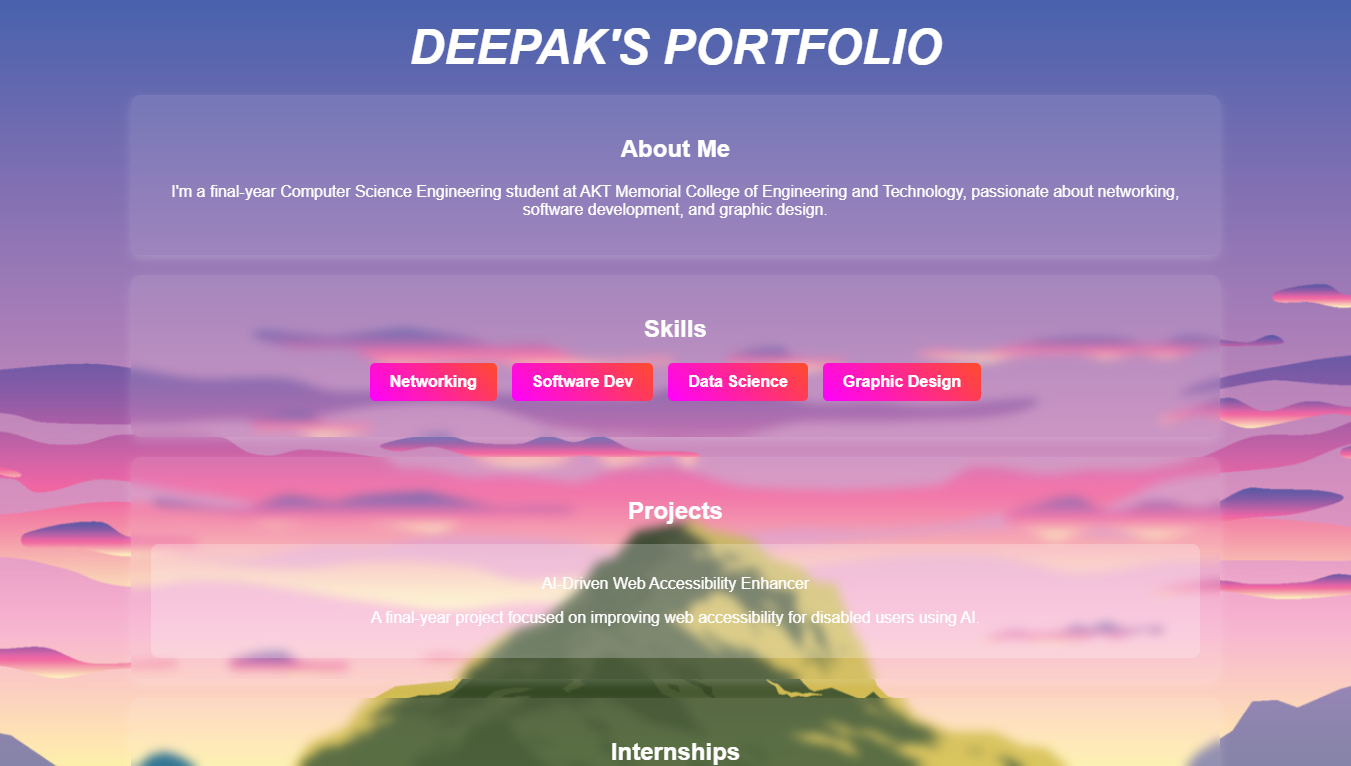 DEEPAK'S PORTFOLIO
About Me
I'm a final-year Computer Science Engineering student at AKT Memorial College of Engineering and Technology, passionate about networking,
software development, and graphic design.
Skills
Networking Software Dev Data Science Graphic Design
Projects
AI-Driven Web Accessibility Enhancer
A final-year project focused on improving web accessibility for disabled users using AI.
Internships